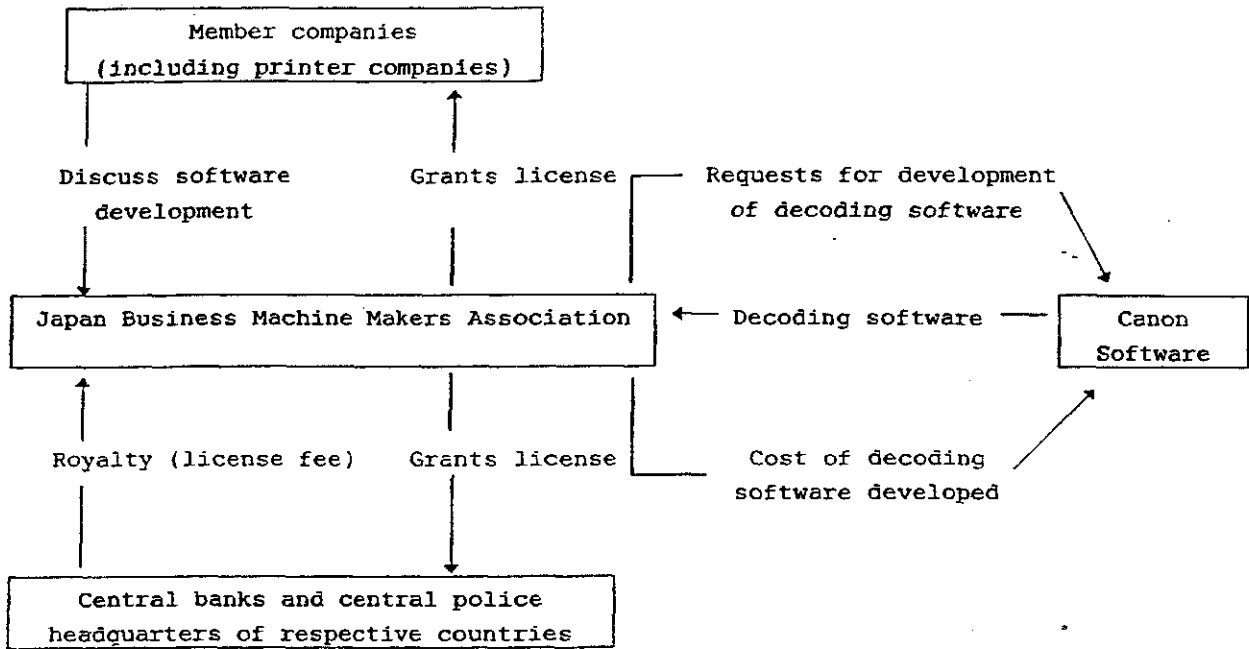 Member companies
(including printer companies)
Discuss software
development
Grants license
Requests for development
of decoding software
Japan Business Machine Makers Association
Decoding software
Canon
Software
Royalty (license fee)
Grants license
Cost of decoding
software developed
Central banks and central police
headquarters of respective countries